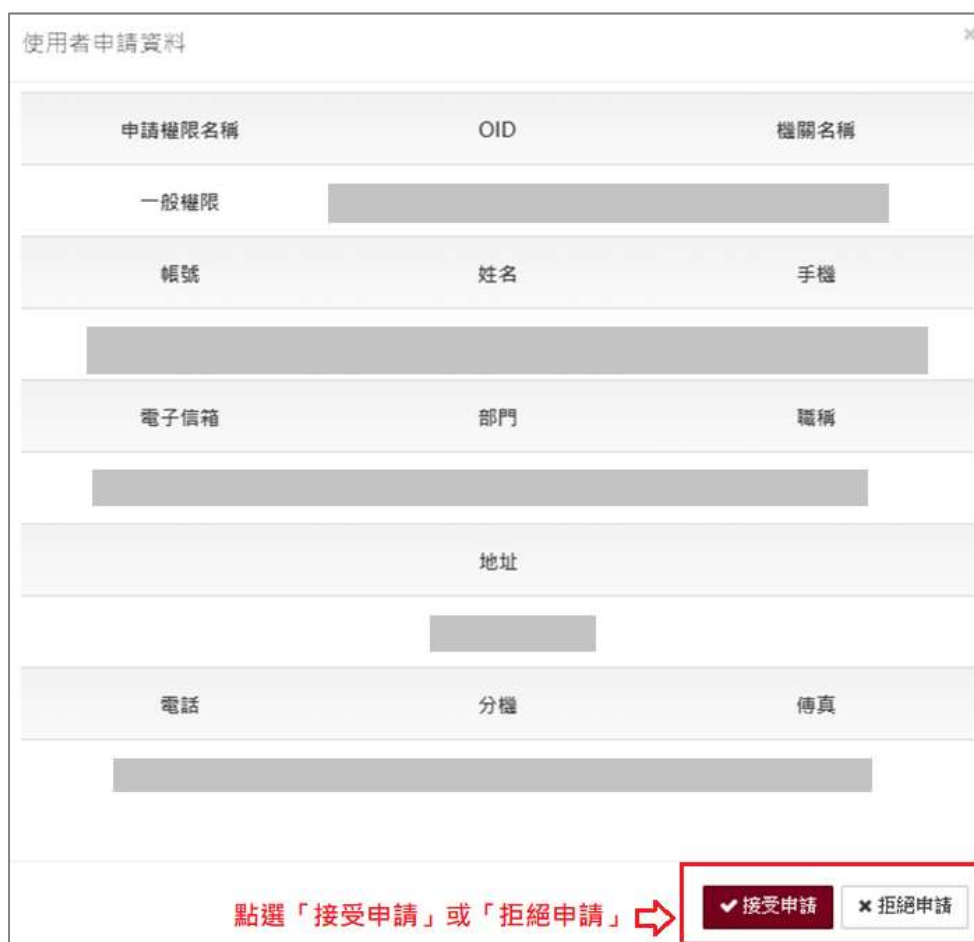 使用者申請資料 ×
申請權限名稱 OID 機關名稱
一般權限
帳號 姓名 手機
電子信箱 部門 職稱
地址
電話 分機 傳真
點選「接受申請」或「拒絕申請」 ✔接受申請 ✖拒絕申請